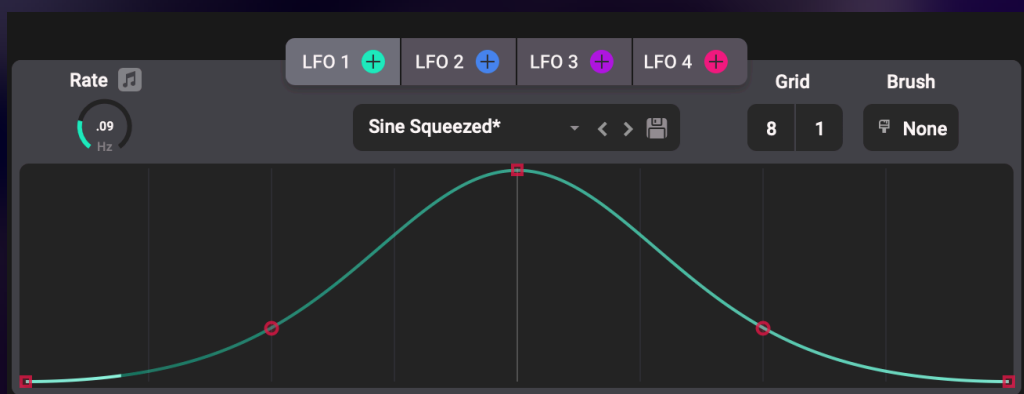 LFO 1
LFO 2
LFO 3
LFO 4
Rate
.09
Hz
Sine Squeezed*
Grid
8
1
Brush
None